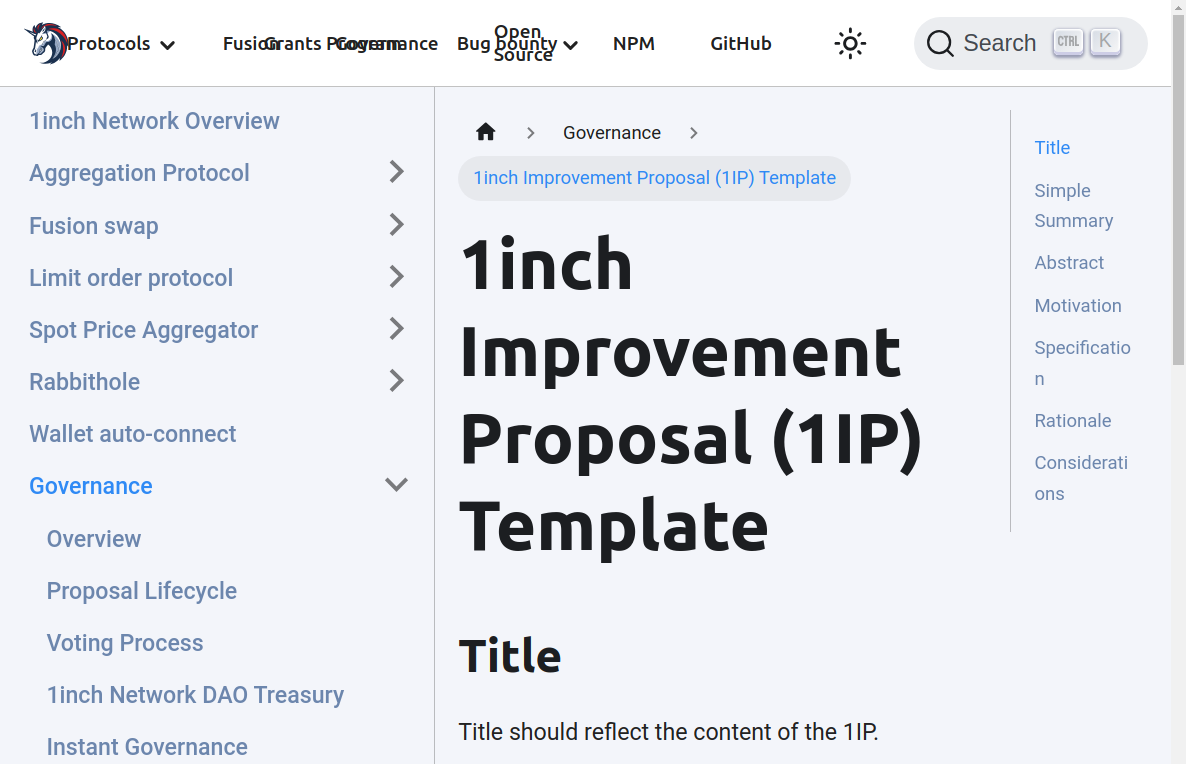 Protocols
Fusion
Grants Program
Governance
Bug bounty
Open
Source
NPM
GitHub
Search CTRL K
1inch Network Overview
Aggregation Protocol
Fusion swap
Limit order protocol
Spot Price Aggregator
Rabbithole
Wallet auto-connect
Governance
Overview
Proposal Lifecycle
Voting Process
1inch Network DAO Treasury
Instant Governance
Governance
1inch Improvement Proposal (1IP) Template
1inch
Improvement
Proposal (1IP)
Template
Title
Title should reflect the content of the 1IP.
Title
Simple
Summary
Abstract
Motivation
Specificatio
n
Rationale
Considerati
ons